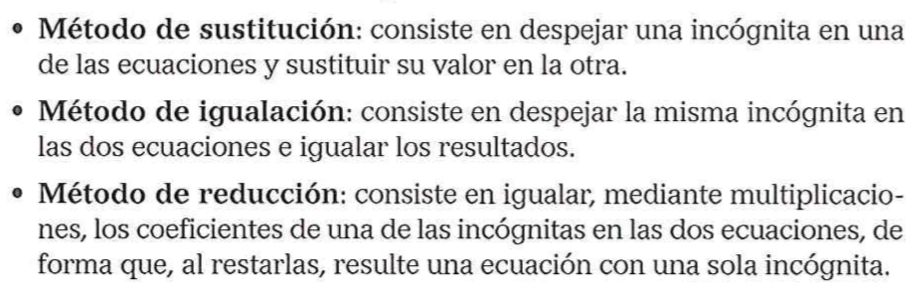 • Método de sustitución: consiste en despejar una incógnita en una
de las ecuaciones y sustituir su valor en la otra.
• Método de igualación: consiste en despejar la misma incógnita en
las dos ecuaciones e igualar los resultados.
• Método de reducción: consiste en igualar, mediante multiplicacio-
nes, los coeficientes de una de las incógnitas en las dos ecuaciones, de
forma que, al restarlas, resulte una ecuación con una sola incógnita.